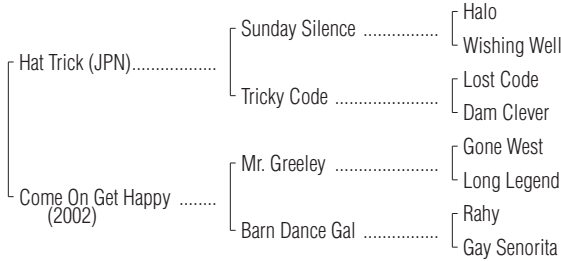 Halo
Sunday Silence ................
Wishing Well
Hat Trick (JPN)..................
Lost Code
Tricky Code ......................
Dam Clever
Gone West
Mr. Greeley ......................
Long Legend
Come On Get Happy ........
(2002)
Rahy
Barn Dance Gal ................
Gay Senorita